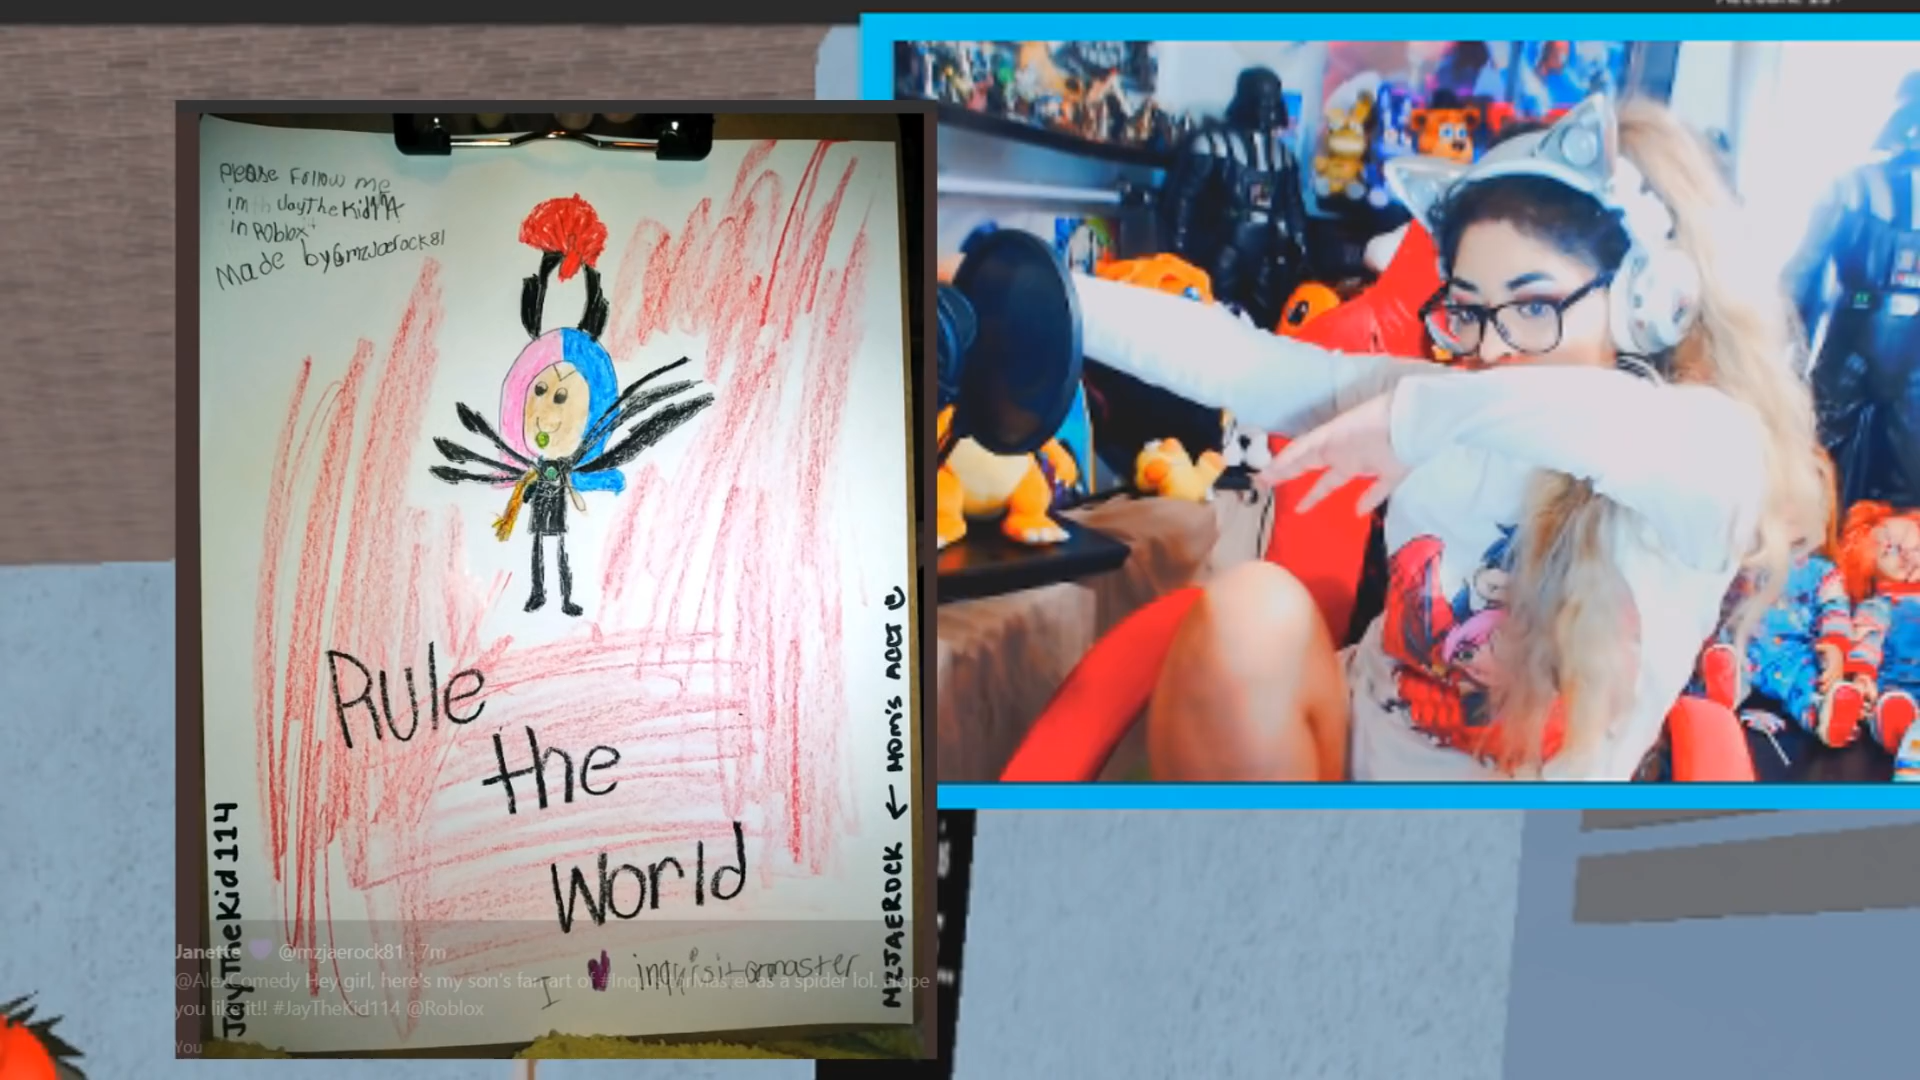 Please Follow me
im JayTheKid114
in Roblox
Made by @mzjaerock81
Rule
the
World
I inquisitormaster
JayTheKid114
MZJAEROCK ← MOM'S ACCT
Janette @mzjaerock81 · 7m
@AlexComedy Hey girl, here's my son's fan art of #InquisitorMaster as a spider lol. Hope
you like it!! #JayTheKid114 @Roblox
You